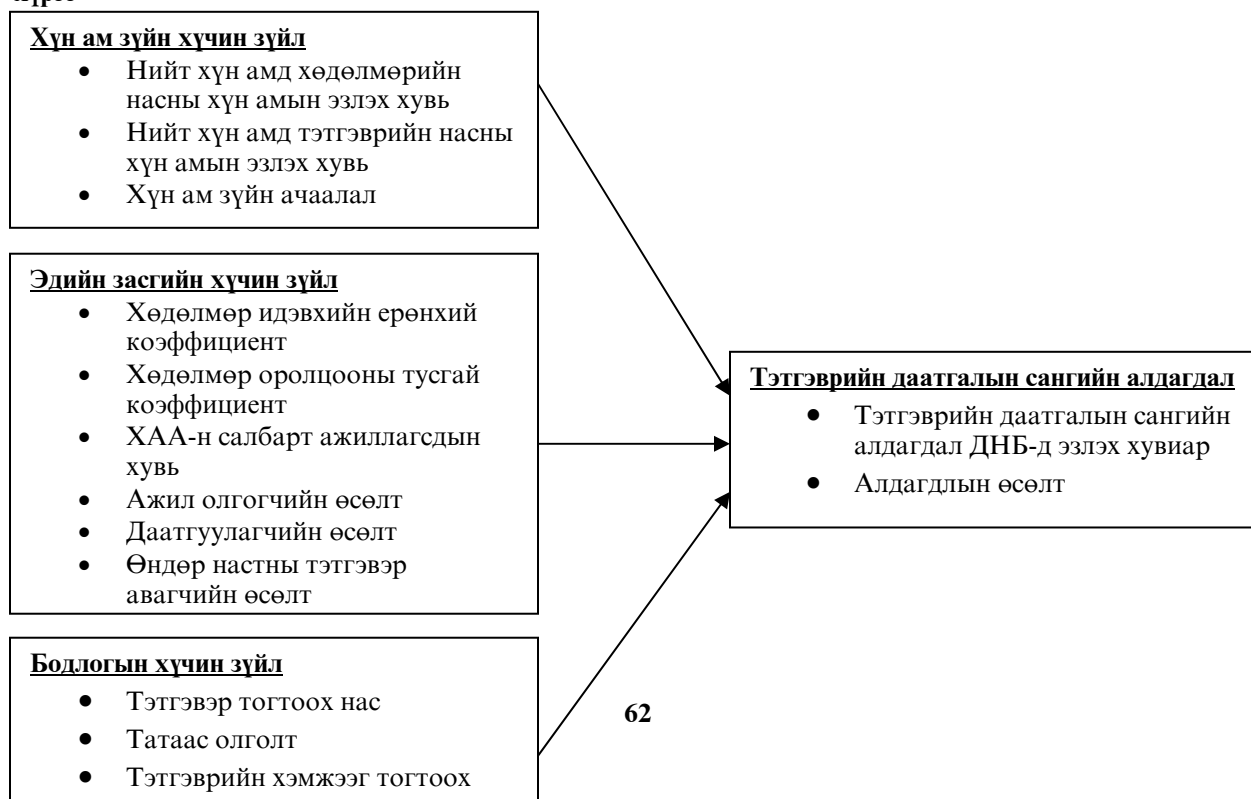 Хүн ам зүйн хүчин зүйл
• Нийт хүн амд хөдөлмөрийн
насны хүн амын эзлэх хувь
• Нийт хүн амд тэтгэврийн насны
хүн амын эзлэх хувь
• Хүн ам зүйн ачаалал
Эдийн засгийн хүчин зүйл
• Хөдөлмөр идэвхийн ерөнхий
коэффициент
• Хөдөлмөр оролцооны тусгай
коэффициент
• ХАА-н салбарт ажиллагсдын
хувь
• Ажил олгогчийн өсөлт
• Даатгуулагчийн өсөлт
• Өндөр настны тэтгэвэр
авагчийн өсөлт
Бодлогын хүчин зүйл
• Тэтгэвэр тогтоох нас
• Татаас олголт
• Тэтгэврийн хэмжээг тогтоох
Тэтгэврийн даатгалын сангийн алдагдал
• Тэтгэврийн даатгалын сангийн
алдагдал ДНБ-д эзлэх хувиар
• Алдагдлын өсөлт
62